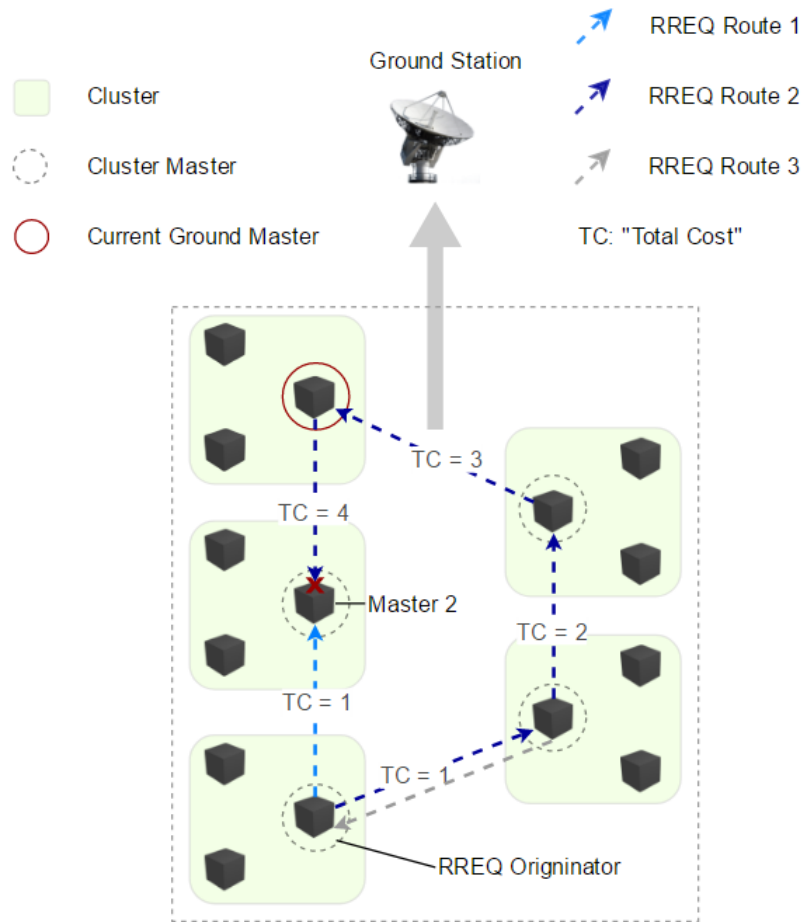 RREQ Route 1
Ground Station
Cluster
RREQ Route 2
Cluster Master
RREQ Route 3
Current Ground Master
TC: "Total Cost"
TC = 3
TC = 4
Master 2
TC = 2
TC = 1
TC = 1
RREQ Origninator